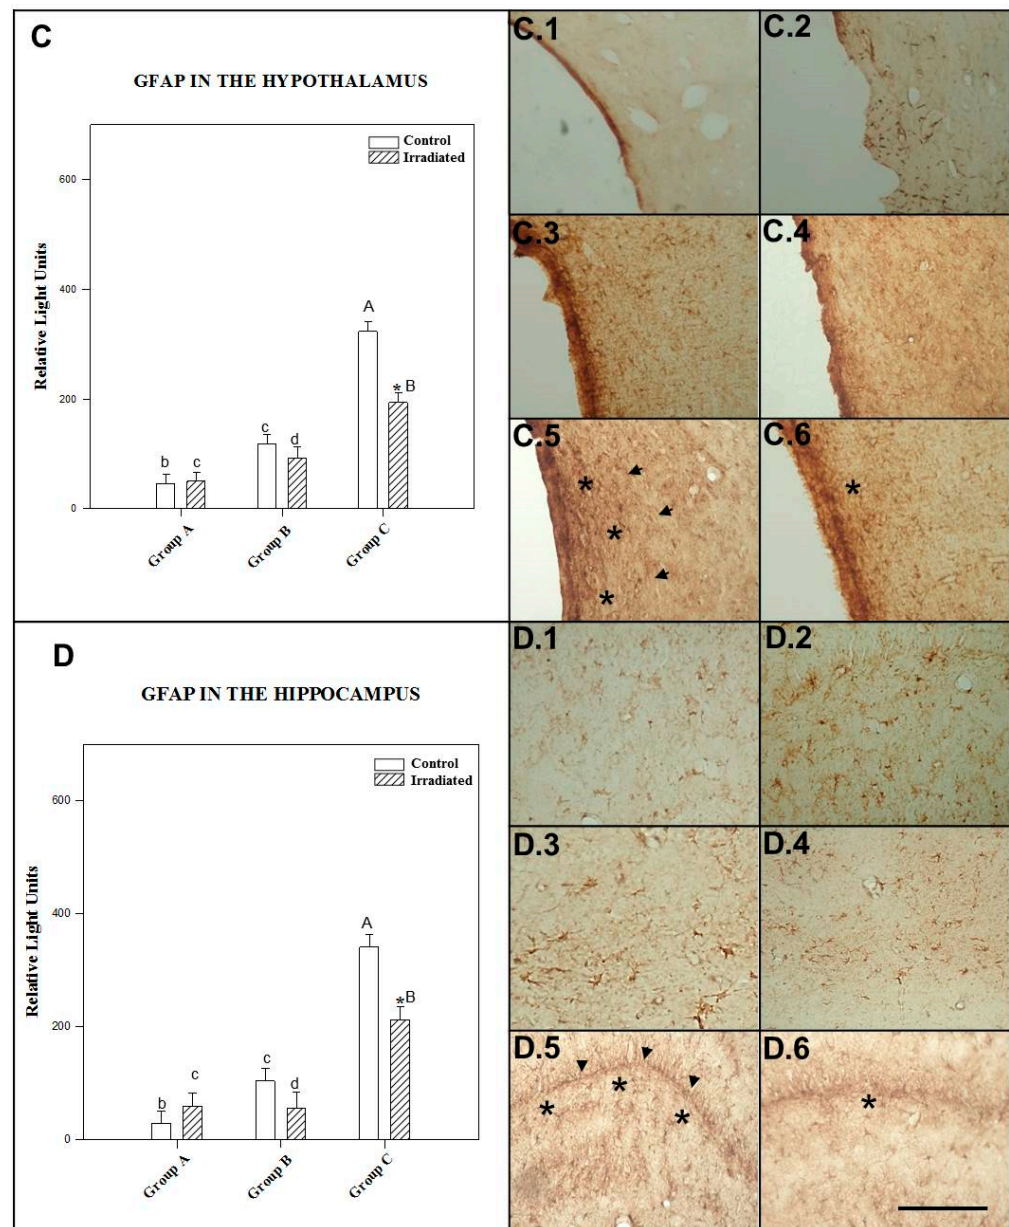 C
GFAP IN THE HYPOTHALAMUS
Control
Irradiated
Relative Light Units
600
400
200
0
b
c
c
d
A
*B
Group A
Group B
Group C
C.1
C.2
C.3
C.4
C.5
*
*
*
C.6
*
D
GFAP IN THE HIPPOCAMPUS
Control
Irradiated
Relative Light Units
600
400
200
0
b
c
c
d
A
*B
Group A
Group B
Group C
D.1
D.2
D.3
D.4
D.5
* * *
D.6
*